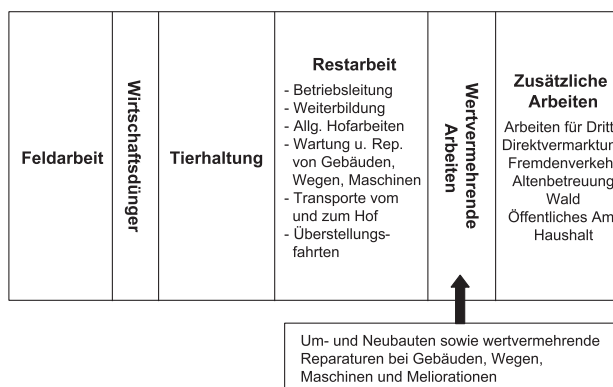 Feldarbeit
Wirtschaftsdünger
Tierhaltung
Restarbeit
- Betriebsleitung
- Weiterbildung
- Allg. Hofarbeiten
- Wartung u. Rep.
von Gebäuden,
Wegen, Maschinen
- Transporte vom
und zum Hof
- Überstellungs-
fahrten
Wertvermehrende
Arbeiten
Zusätzliche
Arbeiten
Arbeiten für Dritt
Direktvermarktun
Fremdenverkeh
Altenbetreuung
Wald
Öffentliches Am
Haushalt
Um- und Neubauten sowie wertvermehrende
Reparaturen bei Gebäuden, Wegen,
Maschinen und Meliorationen